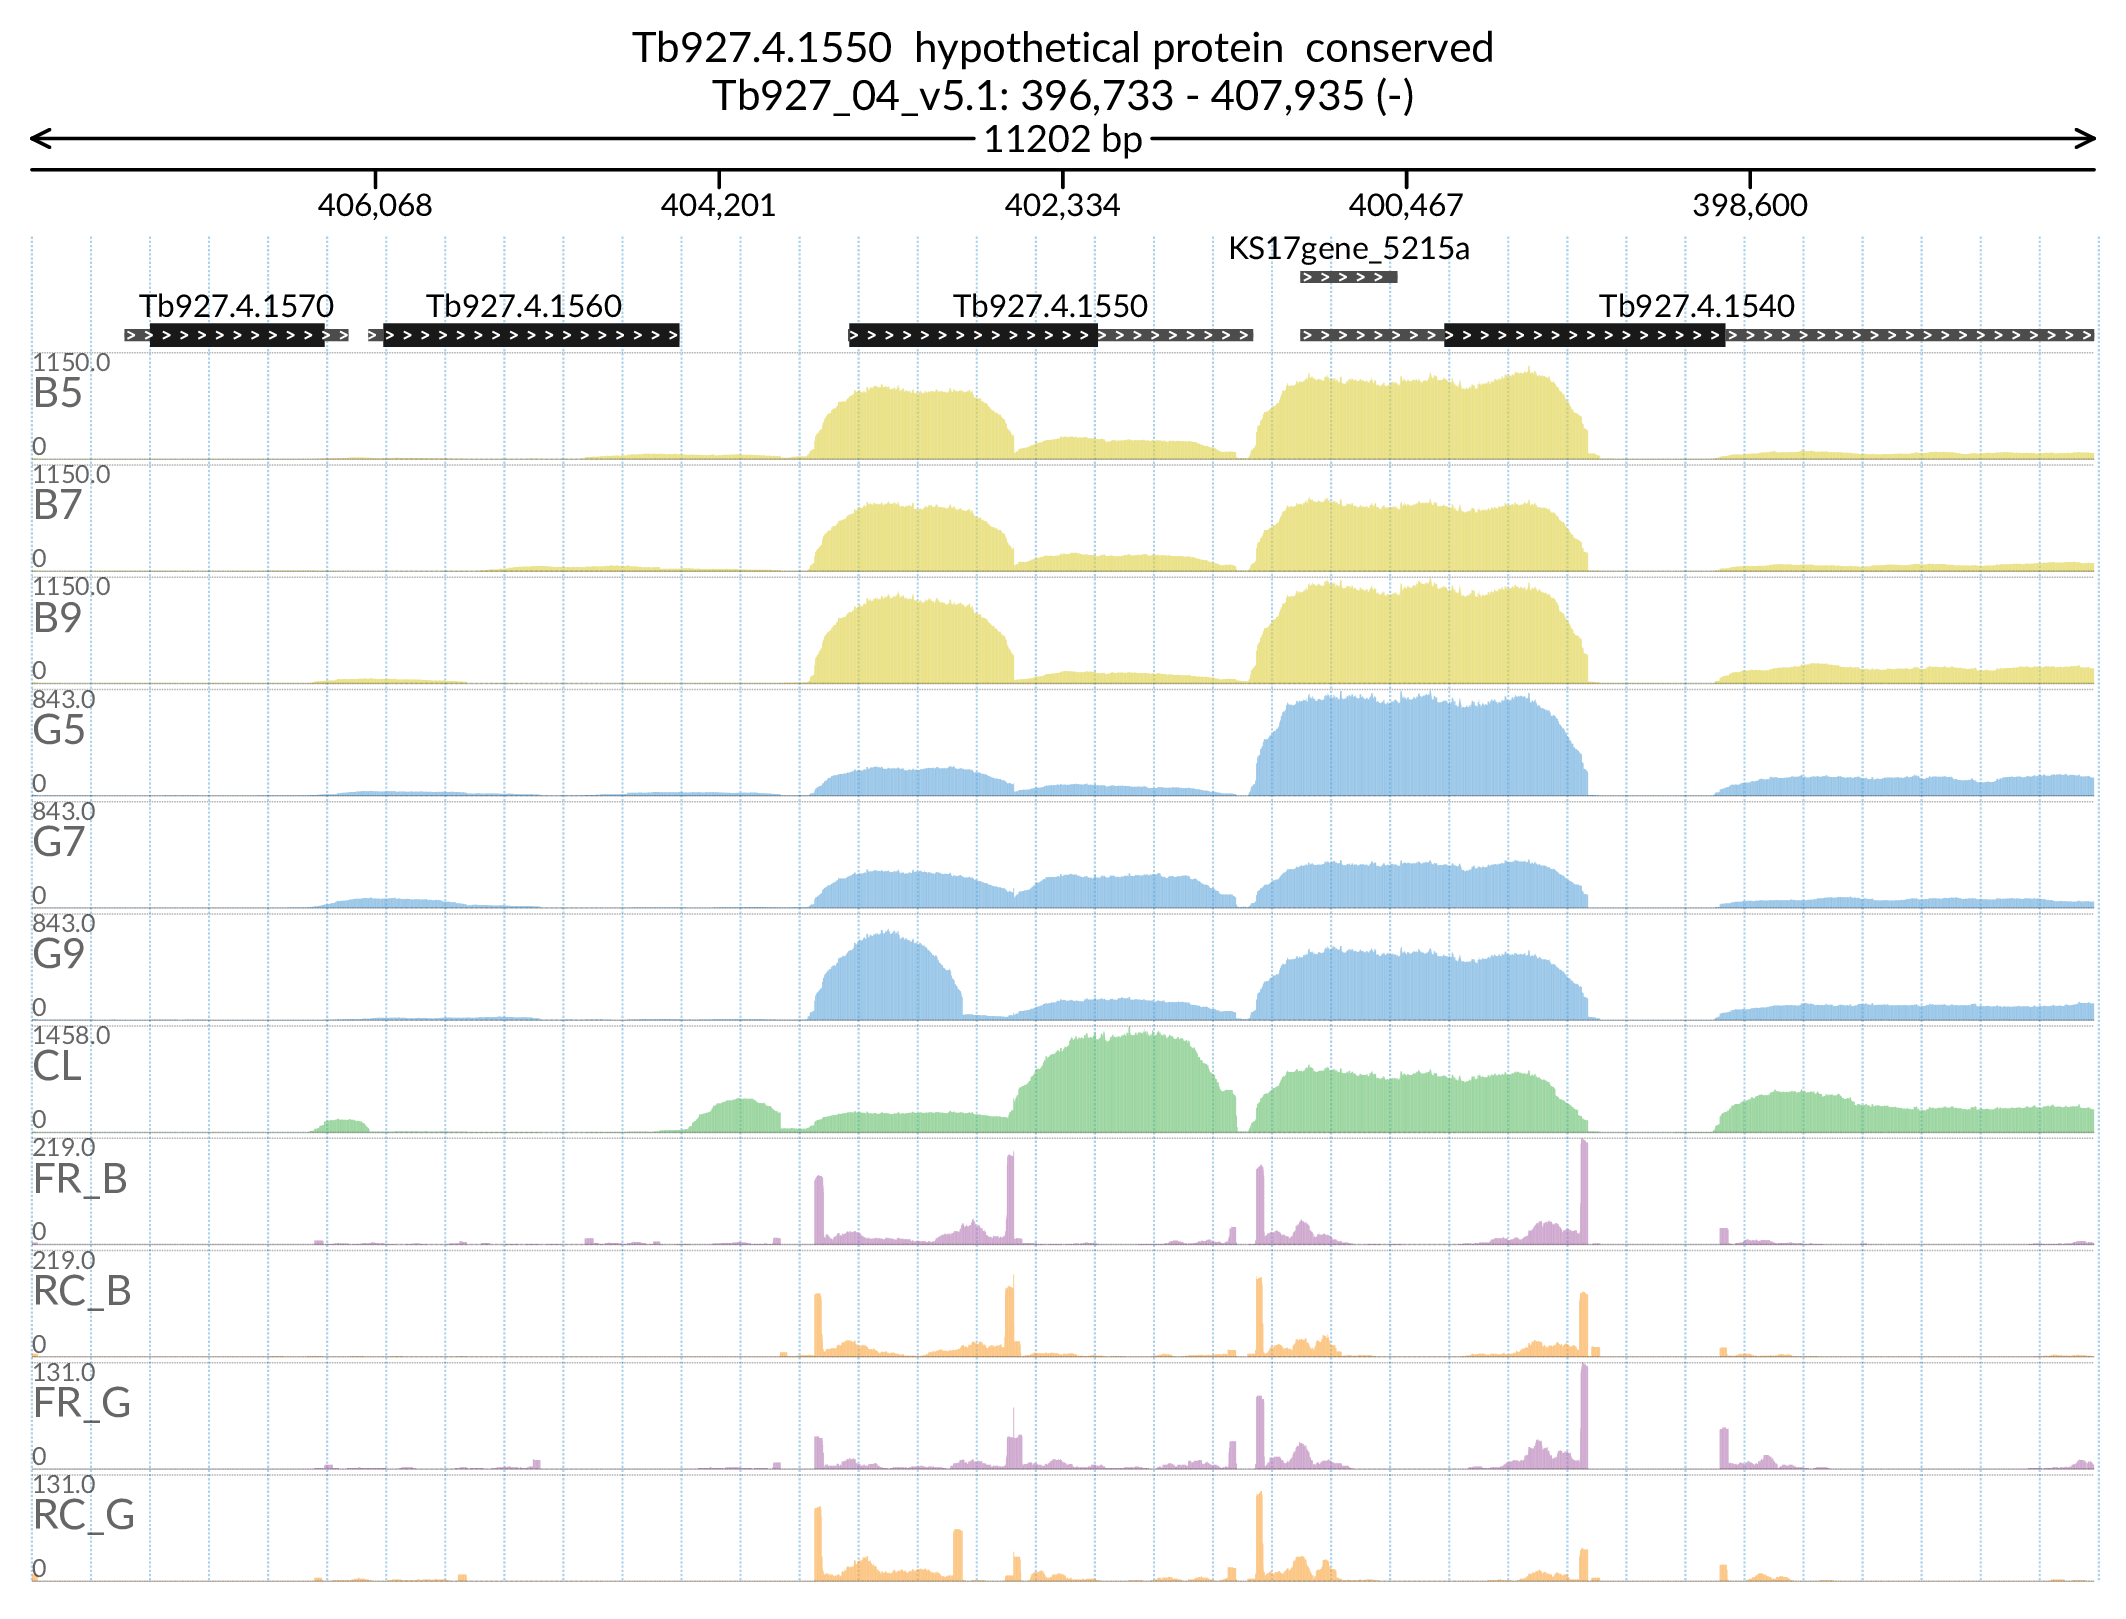 Tb927.4.1550 hypothetical protein conserved
Tb927_04_v5.1: 396,733 - 407,935 (-)
11202 bp
406,068 404,201 402,334 400,467 398,600
KS17gene_5215a
Tb927.4.1570 Tb927.4.1560 Tb927.4.1550 Tb927.4.1540
1150.0
B5
0
1150.0
B7
0
1150.0
B9
0
843.0
G5
0
843.0
G7
0
843.0
G9
0
1458.0
CL
0
219.0
FR_B
0
219.0
RC_B
0
131.0
FR_G
0
131.0
RC_G
0